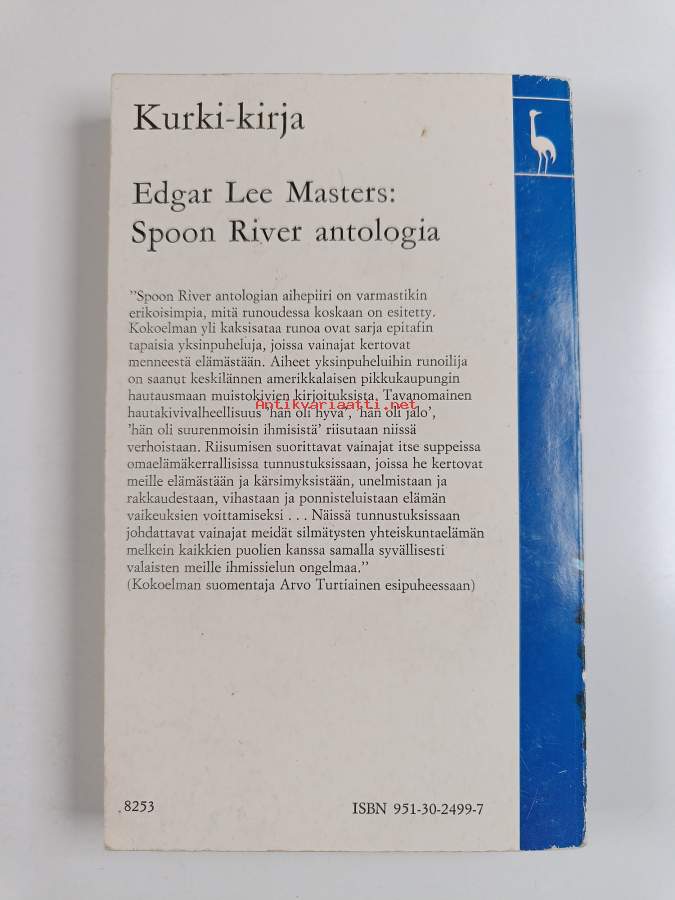 Kurki-kirja
Edgar Lee Masters:
Spoon River antologia
”Spoon River antologian aihepiiri on varmastikin
erikoisimpia, mitä runoudessa koskaan on esitetty.
Kokoelman yli kaksisataa runoa ovat sarja epitafin
tapaisia yksinpuheluja, joissa vainajat kertovat
menneestä elämästään. Aiheet yksinpuheluihin runoilija
on saanut keskilännen amerikkalaisen pikkukaupungin
hautausmaan muistokivien kirjoituksista. Tavanomainen
hautakivivalheellisuus 'hän oli hyvä', 'hän oli jalo',
Antikvariaatti.net
'hän oli suurenmoisin ihmisistä' riisutaan niissä
verhoistaan. Riisumisen suorittavat vainajat itse suppeissa
omaelämäkerrallisissa tunnustuksissaan, joissa he kertovat
meille elämästään ja kärsimyksistään, unelmistaan ja
rakkaudestaan, vihastaan ja ponnisteluistaan elämän
vaikeuksien voittamiseksi . . . Näissä tunnustuksissaan
johdattavat vainajat meidät silmätysten yhteiskuntaelämän
melkein kaikkien puolien kanssa samalla syvällisesti
valaisten meille ihmissielun ongelmaa.”
(Kokoelman suomentaja Arvo Turtiainen esipuheessaan)
8253
ISBN 951-30-2499-7